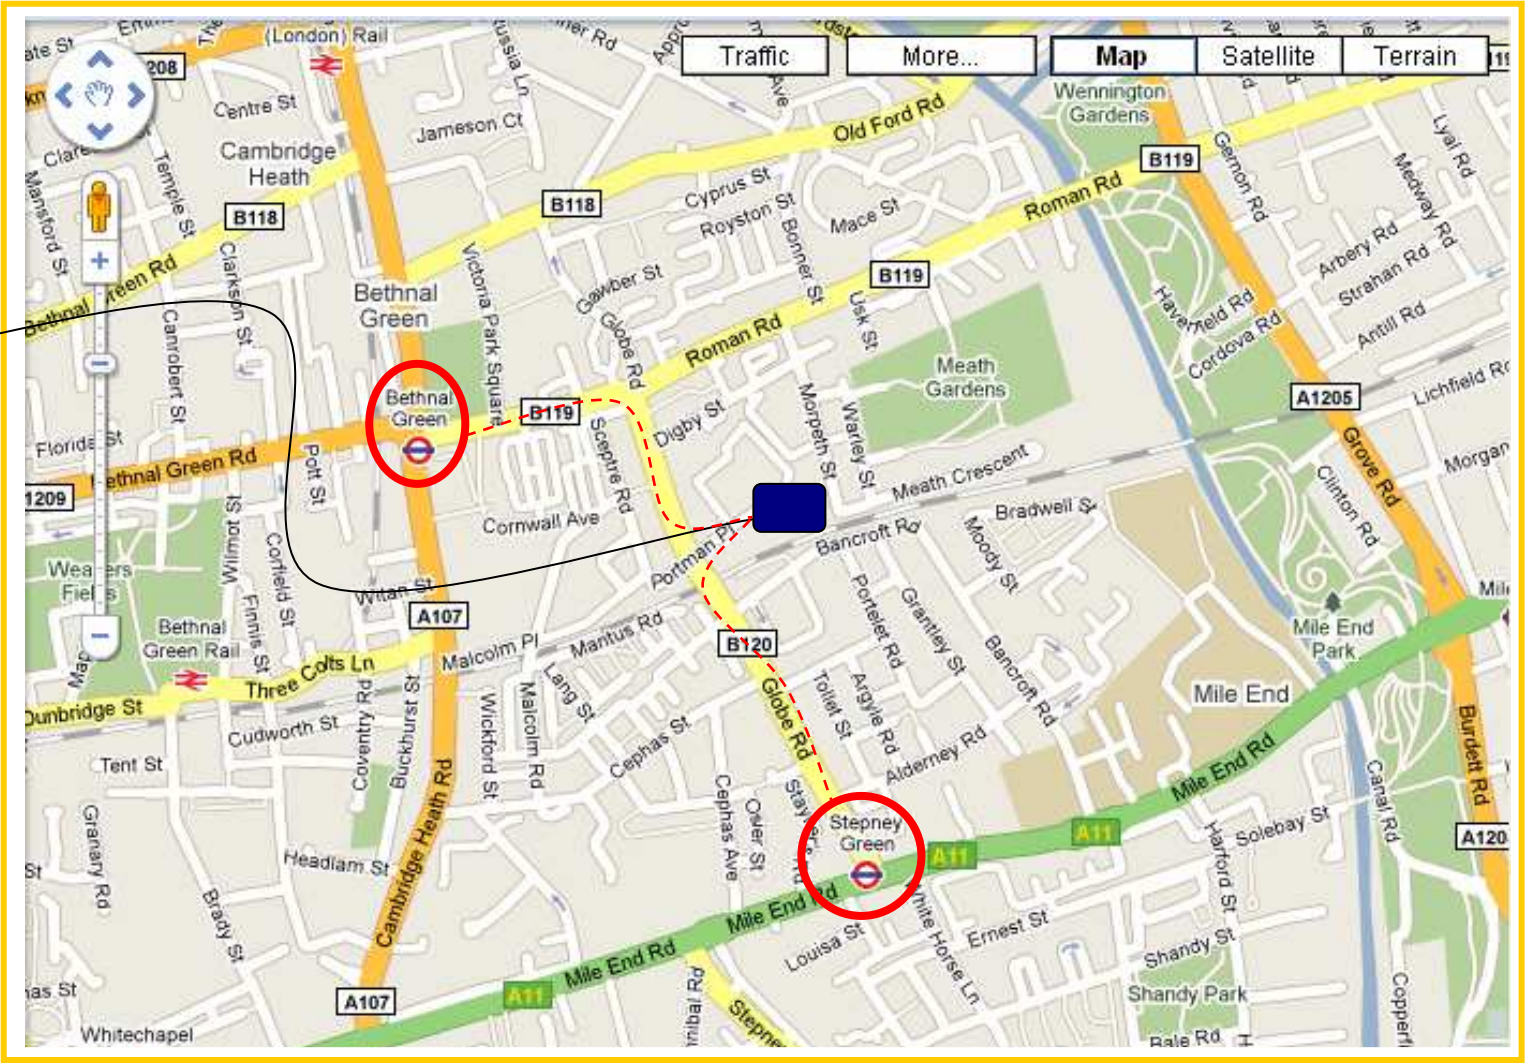 (London) Rail
Traffic
More...
Map
Satellite
Terrain
208
Centre St
Jameson Ct
Old Ford Rd
Wennington
Gardens
Cambridge
Heath
Temple St
Mansford St
B118
B118
Cyprus St
Royston St
Mace St
Bonner St
Roman Rd
B119
Gernon Rd
Lyal Rd
Medway Rd
Arbery Rd
Strahan Rd
Antill Rd
Clarkson St
Canrobert St
Victoria Park Square
Bethnal
Green
Gawber St
Globe Rd
Usk St
B119
Roman Rd
Meath
Gardens
Cordova Rd
A1205
Lichfield Rd
Bethnal
Green
B119
Digby St
Morpeth St
Warley St
Sceptre Rd
Florida St
Bethnal Green Rd
Pott St
1209
Cornwall Ave
Meath Crescent
Bradwell St
Bancroft Rd
Moody St
Grove Rd
Clinton Rd
Morgan
Wilmot St
Corfield St
Finnis St
Witan St
Portman Pl
Portelet Rd
Grantley St
Bancroft Rd
Mile End
Park
Bethnal
Green Rail
A107
Malcolm Pl
Mantus Rd
B120
Three Colts Ln
Dunbridge St
Cudworth St
Tent St
Coventry Rd
Buckhurst St
Wickford St
Malcolm Rd
Lang St
Cephas St
Globe Rd
Tollet St
Argyle Rd
Alderney Rd
Mile End
Mile End Rd
Burdett Rd
Canal Rd
Granary Rd
Headlam St
Brady St
Cambridge Heath Rd
Cephas Ave
Osier St
Stepney
Green
A11
A11
Harford St
Solebay St
A120
Mile End Rd
Mile End Rd
A11
Louisa St
White Horse Ln
Ernest St
Shandy St
Shandy Park
A107
Whitechapel
Bale Rd